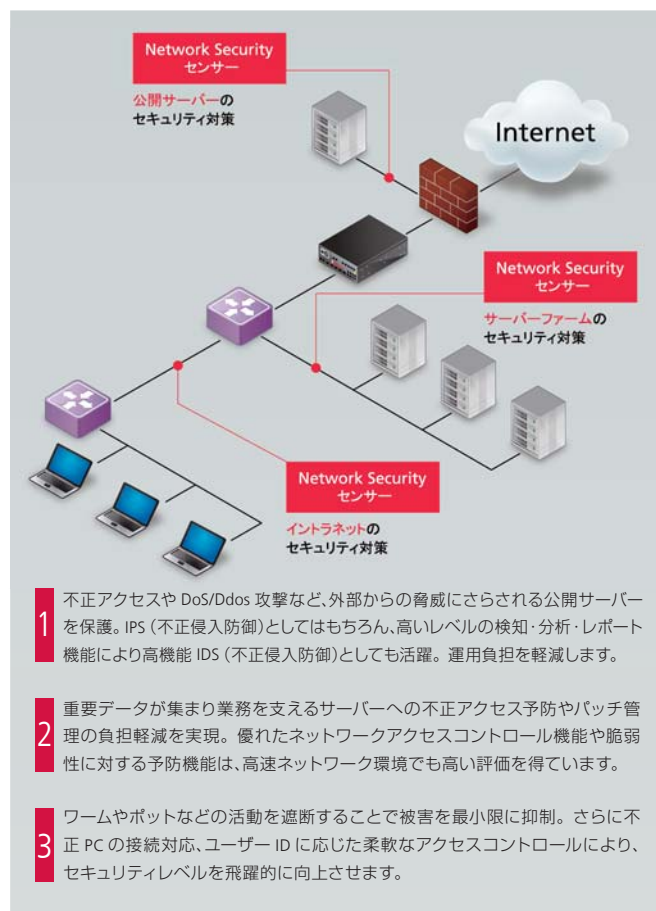 Network Security
センサー
公開サーバーの
セキュリティ対策
Internet
Network Security
センサー
サーバーファームの
セキュリティ対策
Network Security
センサー
イントラネットの
セキュリティ対策
1
不正アクセスや DoS/Ddos 攻撃など、外部からの脅威にさらされる公開サーバー
を保護。IPS（不正侵入防御）としてはもちろん、高いレベルの検知・分析・レポート
機能により高機能 IDS（不正侵入防御）としても活躍。運用負担を軽減します。
2
重要データが集まり業務を支えるサーバーへの不正アクセス予防やパッチ管
理の負担軽減を実現。優れたネットワークアクセスコントロール機能や脆弱
性に対する予防機能は、高速ネットワーク環境でも高い評価を得ています。
3
ワームやボットなどの活動を遮断することで被害を最小限に抑制。さらに不
正 PC の接続対応、ユーザー ID に応じた柔軟なアクセスコントロールにより、
セキュリティレベルを飛躍的に向上させます。